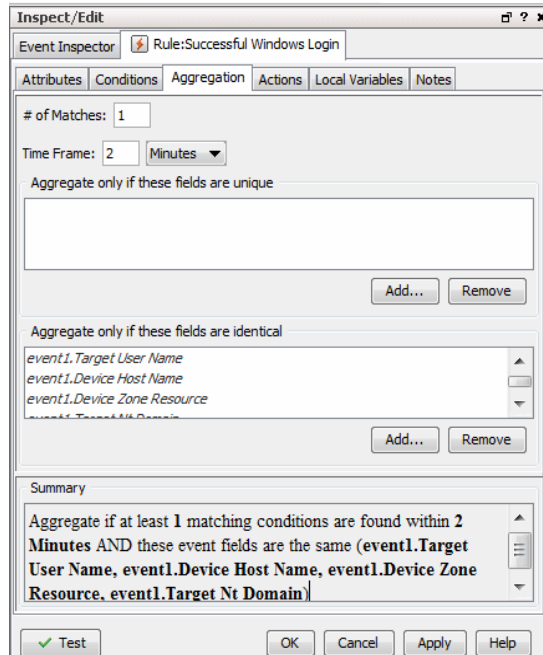 Inspect/Edit
Event Inspector Rule:Successful Windows Login
Attributes Conditions Aggregation Actions Local Variables Notes
# of Matches: 1
Time Frame: 2 Minutes
Aggregate only if these fields are unique
Add... Remove
Aggregate only if these fields are identical
event1.Target User Name
event1.Device Host Name
event1.Device Zone Resource
event1.Target Nt Domain
Add... Remove
Summary
Aggregate if at least 1 matching conditions are found within 2
Minutes AND these event fields are the same (event1.Target
User Name, event1.Device Host Name, event1.Device Zone
Resource, event1.Target Nt Domain)
Test OK Cancel Apply Help